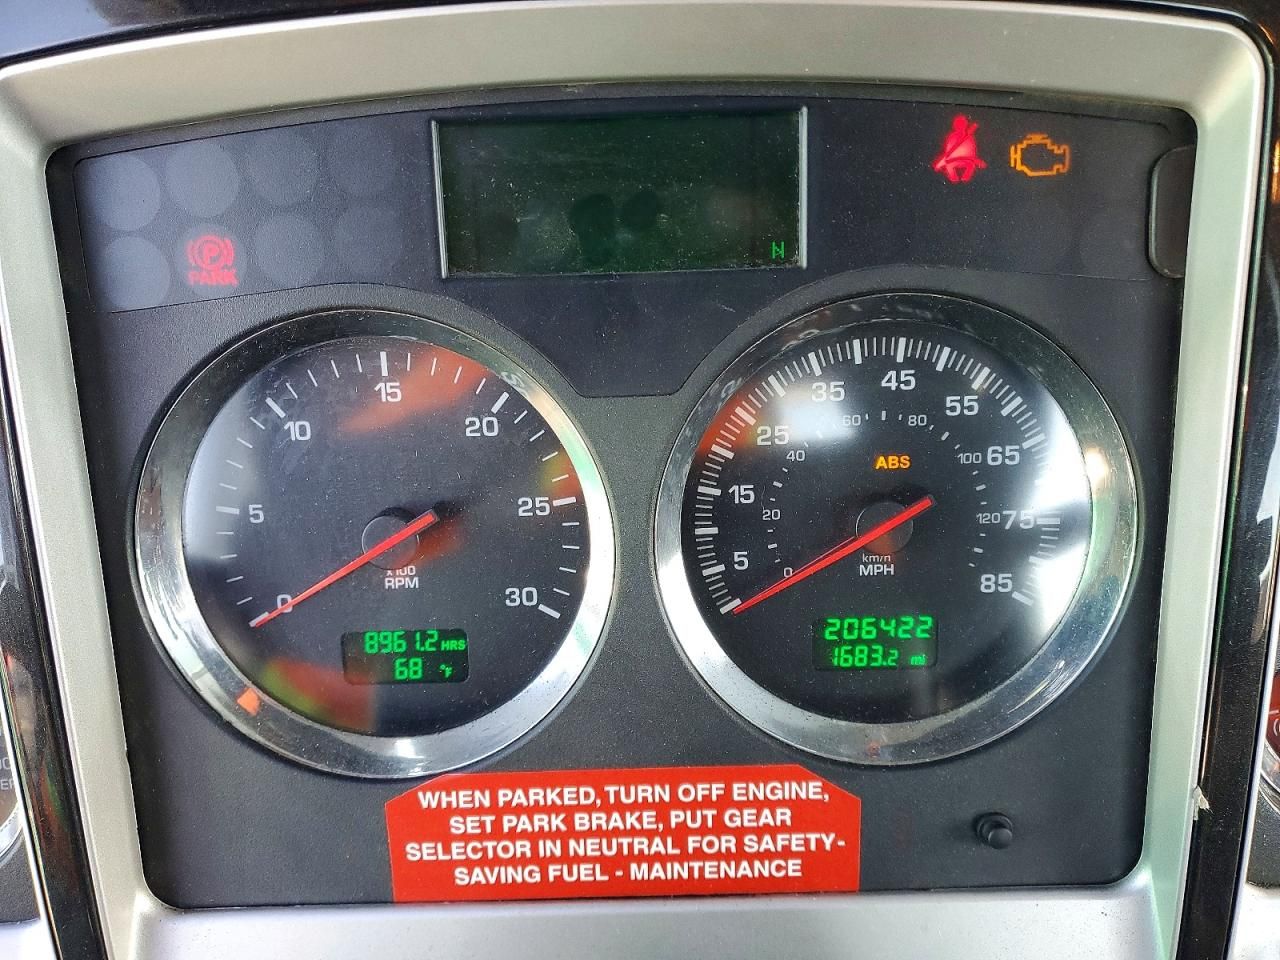 P
PARK
N
0
5
10
15
20
25
30
x100
RPM
8961.2 HRS
68 °F
5
15
25
35
45
55
65
75
85
0
20
40
60
80
100
120
ABS
km/h
MPH
206422
1683.2 mi
WHEN PARKED, TURN OFF ENGINE,
SET PARK BRAKE, PUT GEAR
SELECTOR IN NEUTRAL FOR SAFETY-
SAVING FUEL - MAINTENANCE